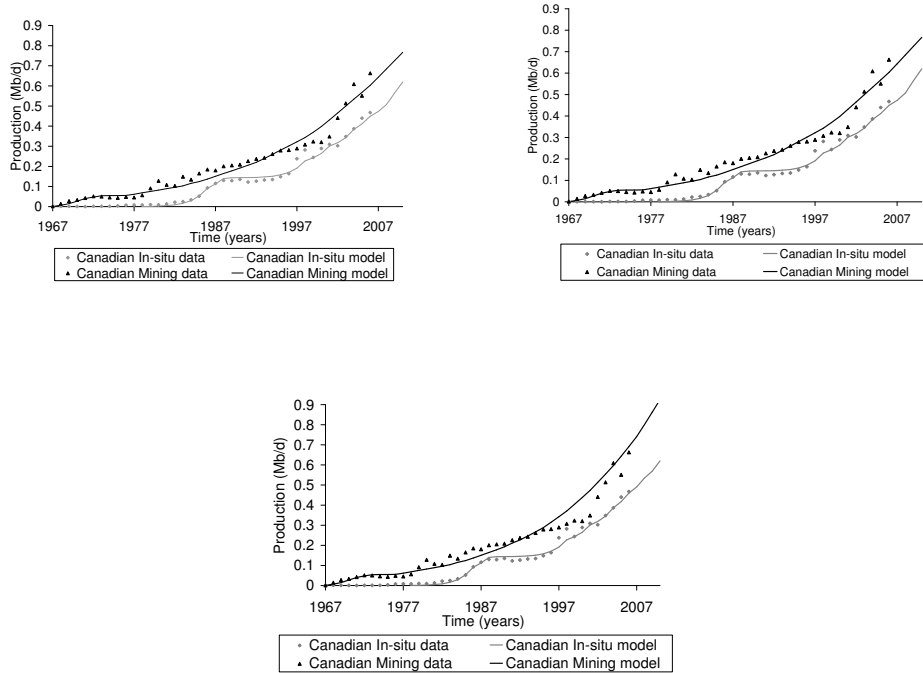 Production (Mb/d)
0.9
0.8
0.7
0.6
0.5
0.4
0.3
0.2
0.1
0
1967 1977 1987 1997 2007
Time (years)
Canadian In-situ data Canadian In-situ model
Canadian Mining data Canadian Mining model
Production (Mb/d)
0.9
0.8
0.7
0.6
0.5
0.4
0.3
0.2
0.1
0
1967 1977 1987 1997 2007
Time (years)
Canadian In-situ data Canadian In-situ model
Canadian Mining data Canadian Mining model
Production (Mb/d)
0.9
0.8
0.7
0.6
0.5
0.4
0.3
0.2
0.1
0
1967 1977 1987 1997 2007
Time (years)
Canadian In-situ data Canadian In-situ model
Canadian Mining data Canadian Mining model